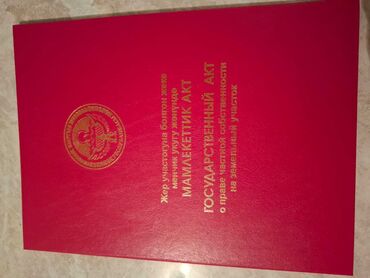 Жер участогуна болгон жеке
менчик укугу жөнүндө
МАМЛЕКЕТТИК АКТ
ГОСУДАРСТВЕННЫЙ АКТ
о праве частной собственности
на земельный участок